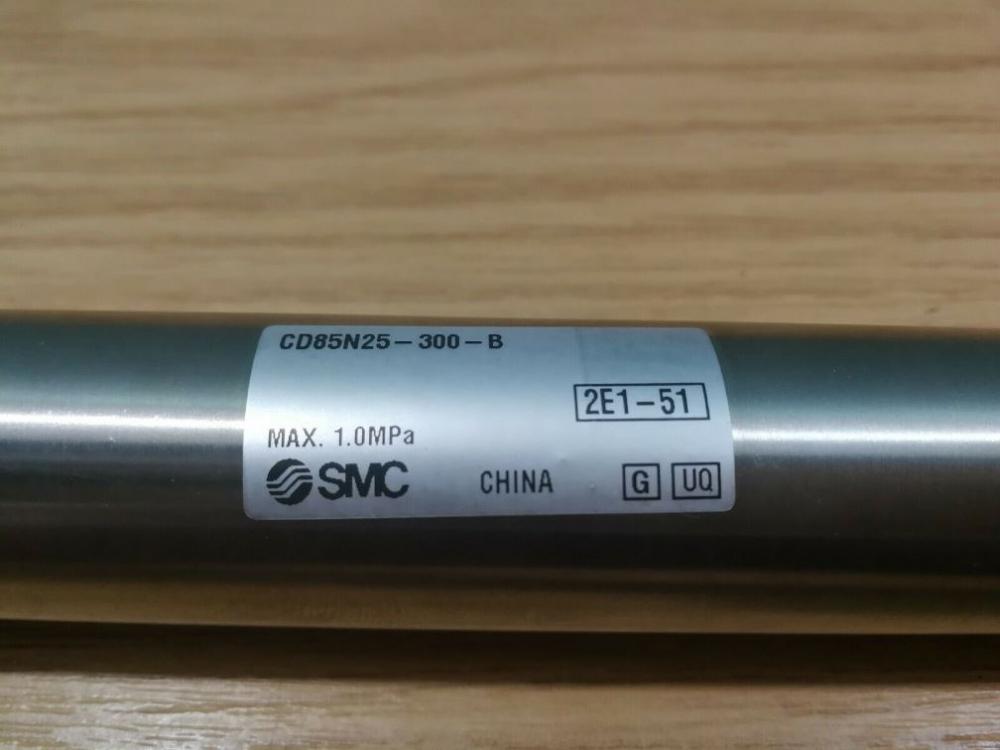 CD85N25-300-B
2E1-51
MAX. 1.0MPa
SMC CHINA G UQ